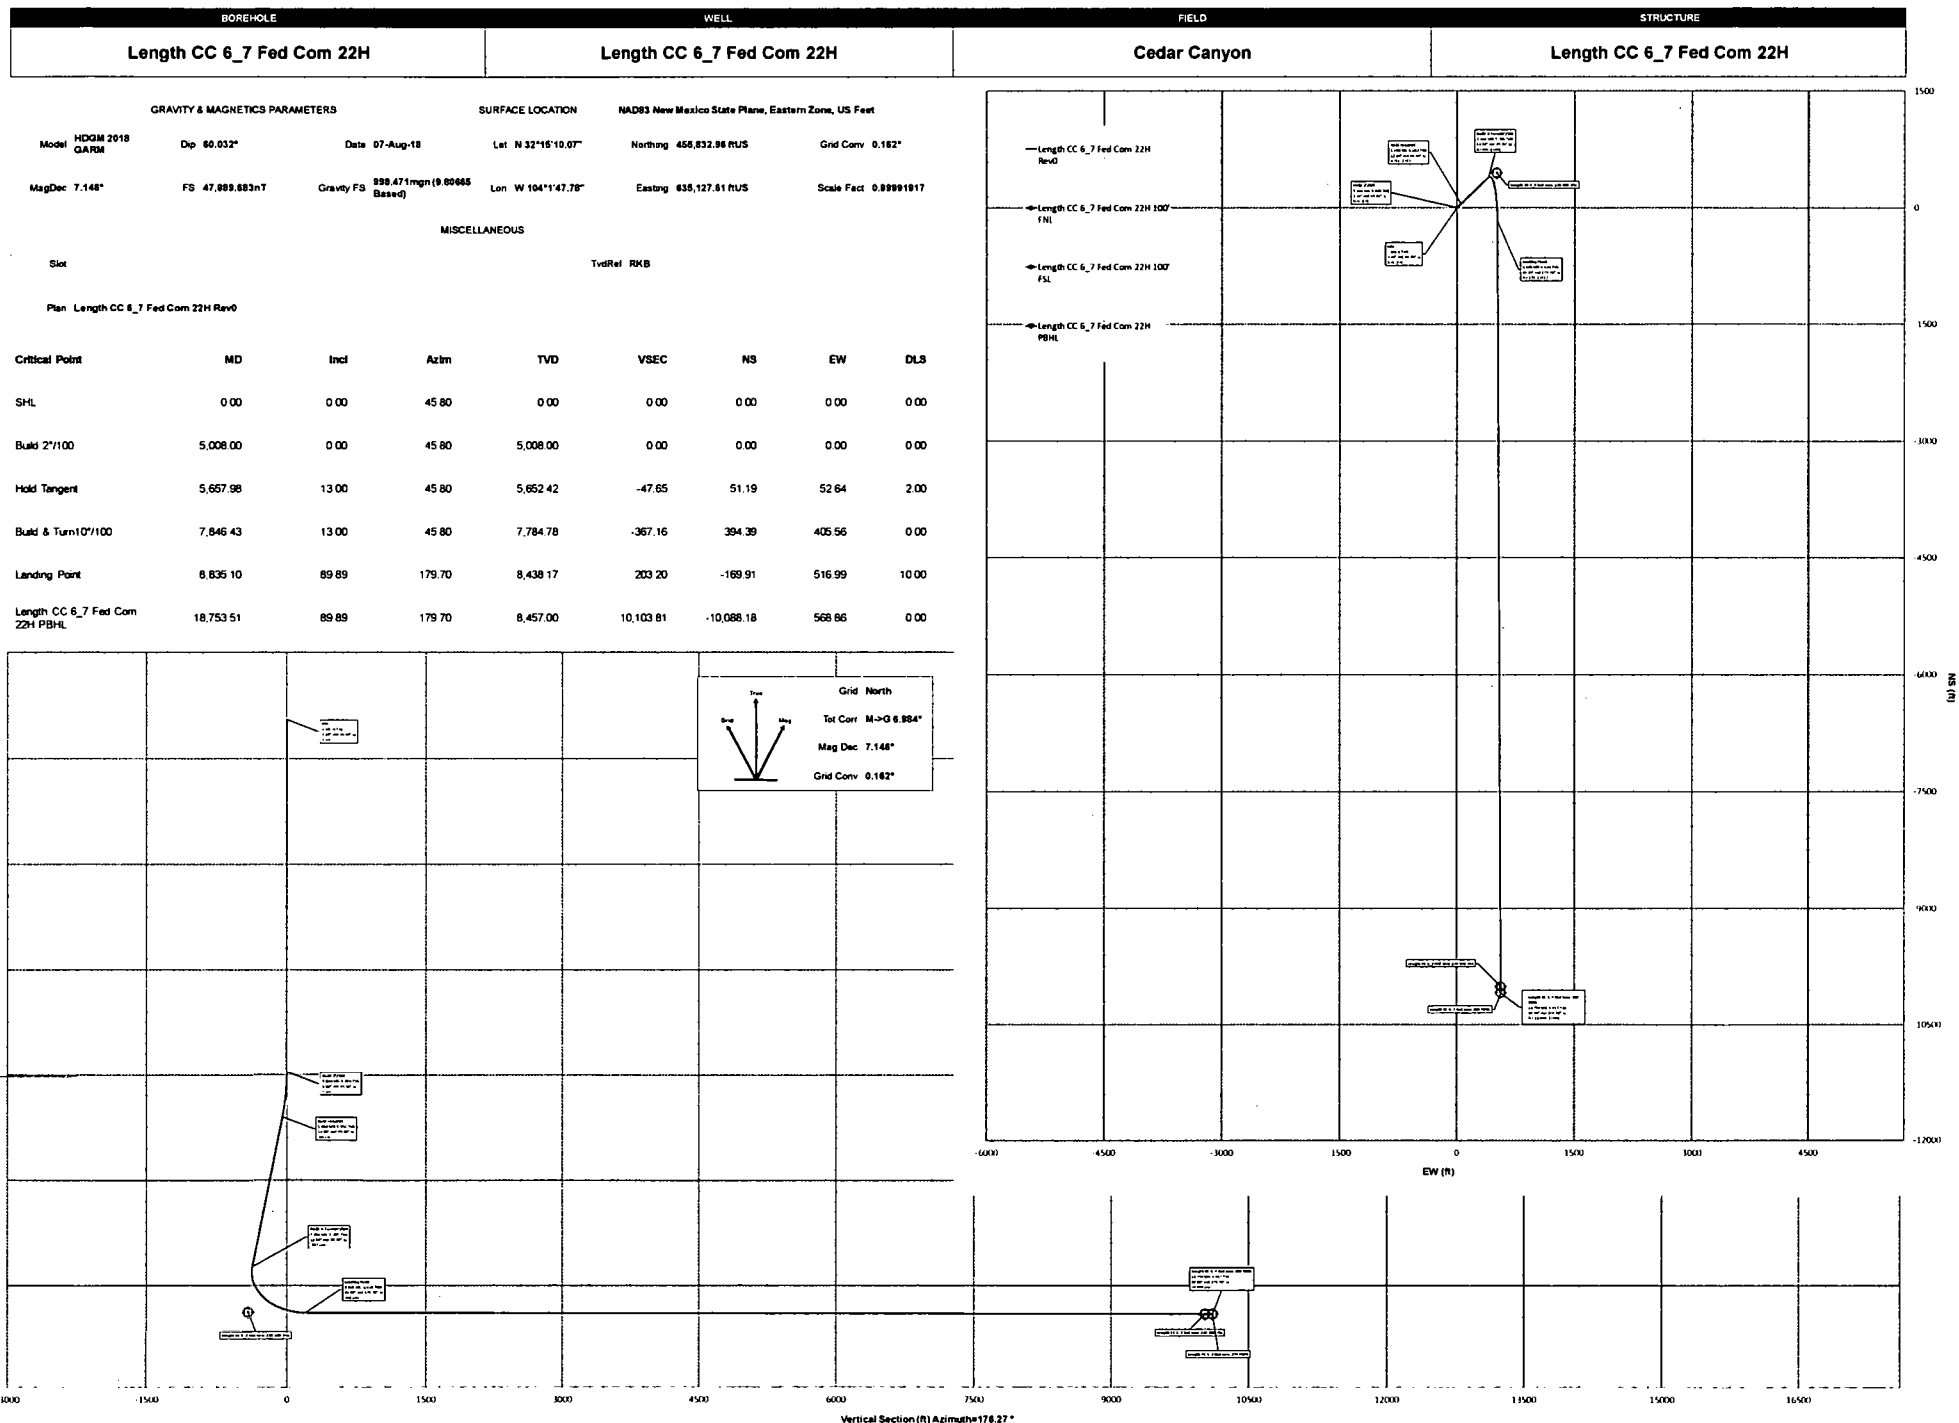 BOREHOLE WELL FIELD STRUCTURE
Length CC 6_7 Fed Com 22H Length CC 6_7 Fed Com 22H Cedar Canyon Length CC 6_7 Fed Com 22H
GRAVITY & MAGNETICS PARAMETERS SURFACE LOCATION NAD83 New Mexico State Plane, Eastern Zone, US Feet
Model HDGM 2018 GARM Dip 60.032° Date 07-Aug-18 Lat N 32°15'10.07" Northing 455,832.96 ftUS Grid Conv 0.162°
MagDec 7.146° FS 47,989.683nT Gravity FS 998.471mgn (9.80665 Based) Lon W 104°1'47.78" Easting 635,127.61 ftUS Scale Fact 0.99991917
MISCELLANEOUS
Slot TvdRef RKB
Plan Length CC 6_7 Fed Com 22H Rev0
Critical Point MD Incl Azim TVD VSEC NS EW DLS
SHL 0 00 0 00 45 80 0 00 0 00 0 00 0 00 0 00
Build 2°/100 5,008.00 0 00 45 80 5,008.00 0 00 0.00 0 00 0 00
Hold Tangent 5,657.98 13 00 45 80 5,652 42 -47.65 51.19 52 64 2.00
Build & Turn10°/100 7,846 43 13 00 45 80 7,784.78 -367.16 394.39 405.56 0 00
Landing Point 8,835 10 89 89 179.70 8,438 17 203 20 -169.91 516.99 10 00
Length CC 6_7 Fed Com
22H PBHL 18,753 51 89 89 179 70 8,457.00 10,103 81 -10,088.18 568 86 0 00
Length CC 6_7 Fed Com 22H
Rev0
Length CC 6_7 Fed Com 22H 100'
FNL
Length CC 6_7 Fed Com 22H 100'
FSL
Length CC 6_7 Fed Com 22H
PBHL
1500
0
1500
-3000
-4500
-6000
-7500
-9000
10500
-12000
NS (ft)
-6000 -4500 -3000 1500 0 1500 3000 4500
EW (ft)
True
Grid Mag
Grid North
Tot Corr M->G 6.984°
Mag Dec 7.146°
Grid Conv 0.162°
-1500 0 1500 3000 4500 6000 7500 9000 10500 12000 13500 15000 16500
Vertical Section (ft) Azimuth=176.27 °